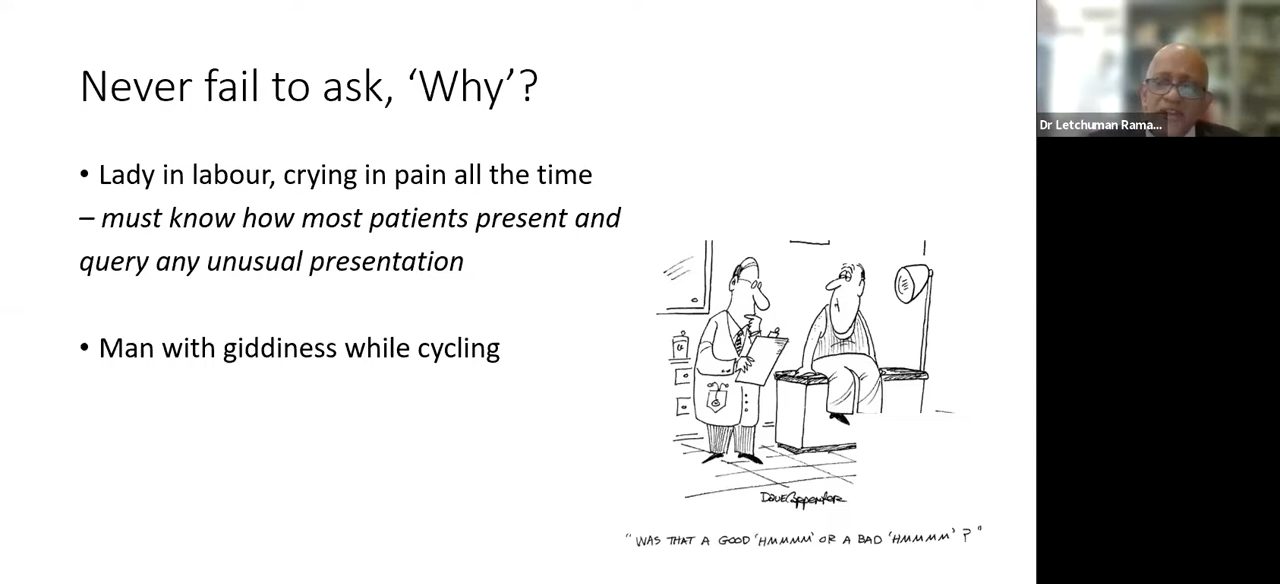 Never fail to ask, ‘Why’?
• Lady in labour, crying in pain all the time
– must know how most patients present and
query any unusual presentation
• Man with giddiness while cycling
"WAS THAT A GOOD 'HMMMM' OR A BAD 'HMMMM' ?"
Dr Letchuman Rama...